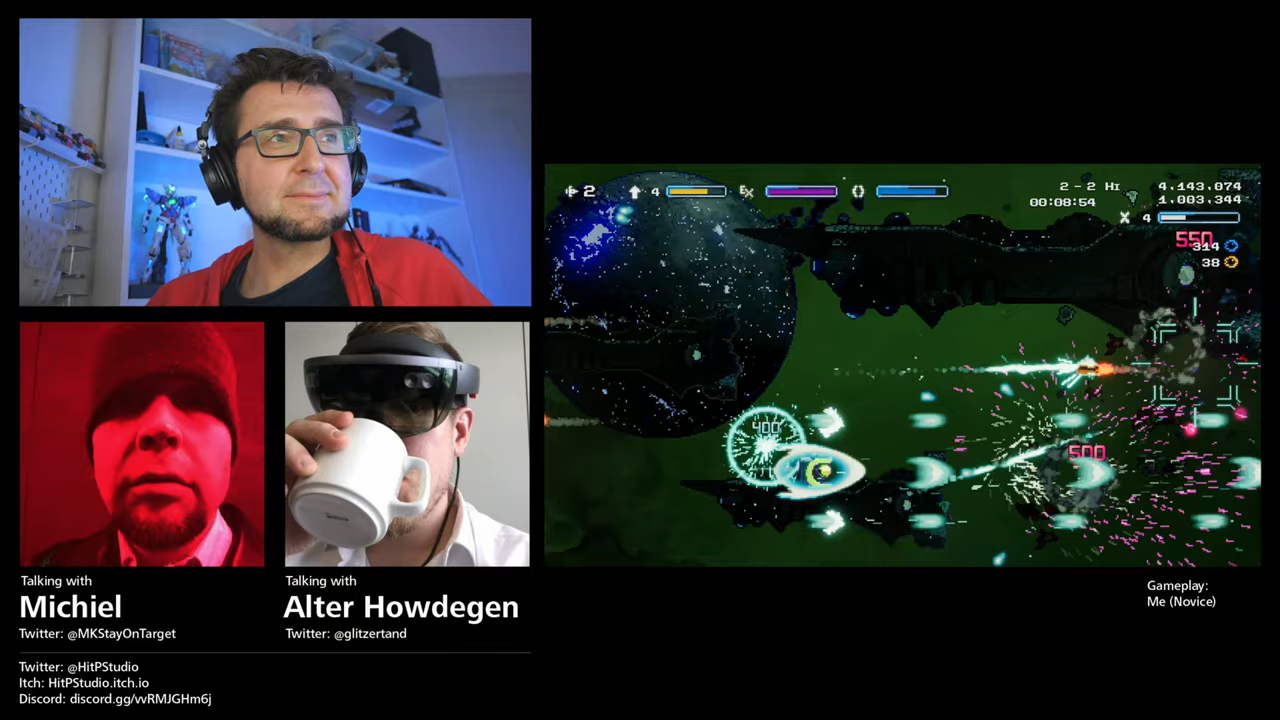 Talking with
Michiel
Twitter: @MKStayOnTarget
Talking with
Alter Howdegen
Twitter: @glitzertand
Twitter: @HitPStudio
Itch: HitPStudio.itch.io
Discord: discord.gg/vvRMJGHm6j
2
4
Ex
2 - 2 Hi 4.143.074
00:08:54 1.003.344
X 4
550
314
38
400
500
Gameplay:
Me (Novice)